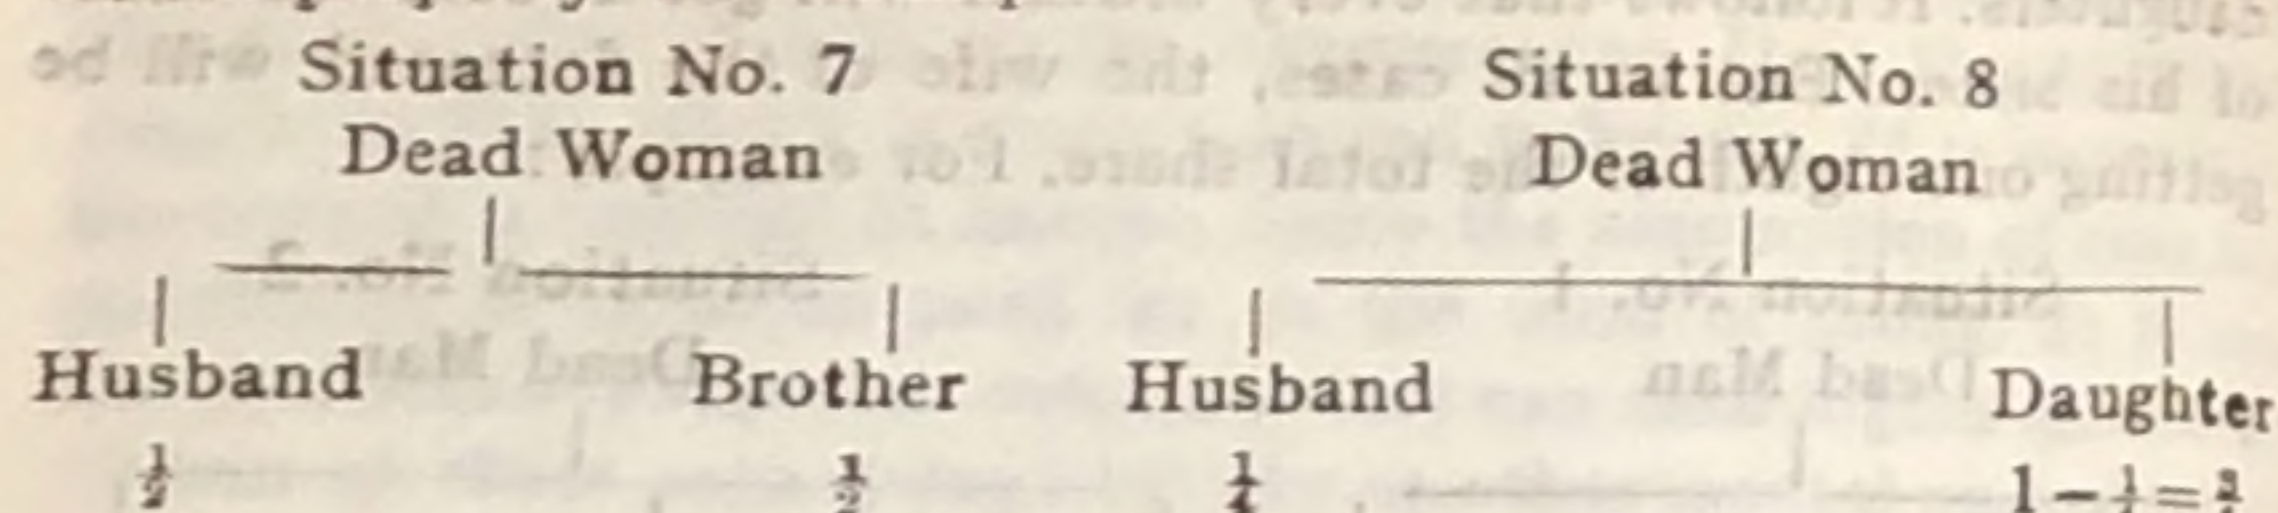 Situation No. 7
Dead Woman
Husband Brother
½ ½
Situation No. 8
Dead Woman
Husband Daughter
¼ 1-¼=¾